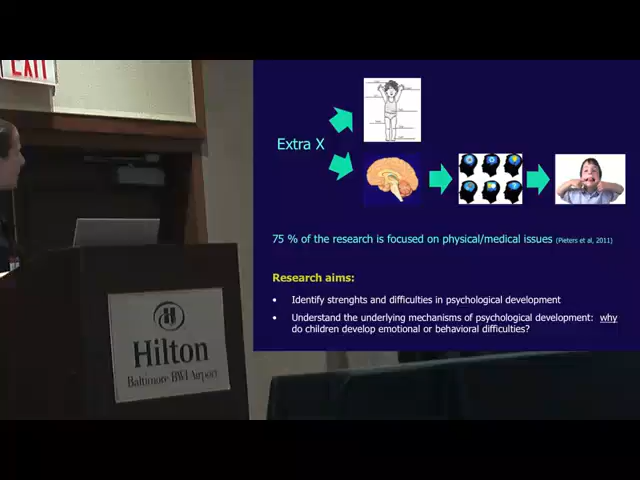 EXIT
Extra X
75 % of the research is focused on physical/medical issues (Pieters et al, 2011)
Research aims:
• Identify strenghts and difficulties in psychological development
• Understand the underlying mechanisms of psychological development: why
do children develop emotional or behavioral difficulties?
Hilton
Baltimore BWI Airport